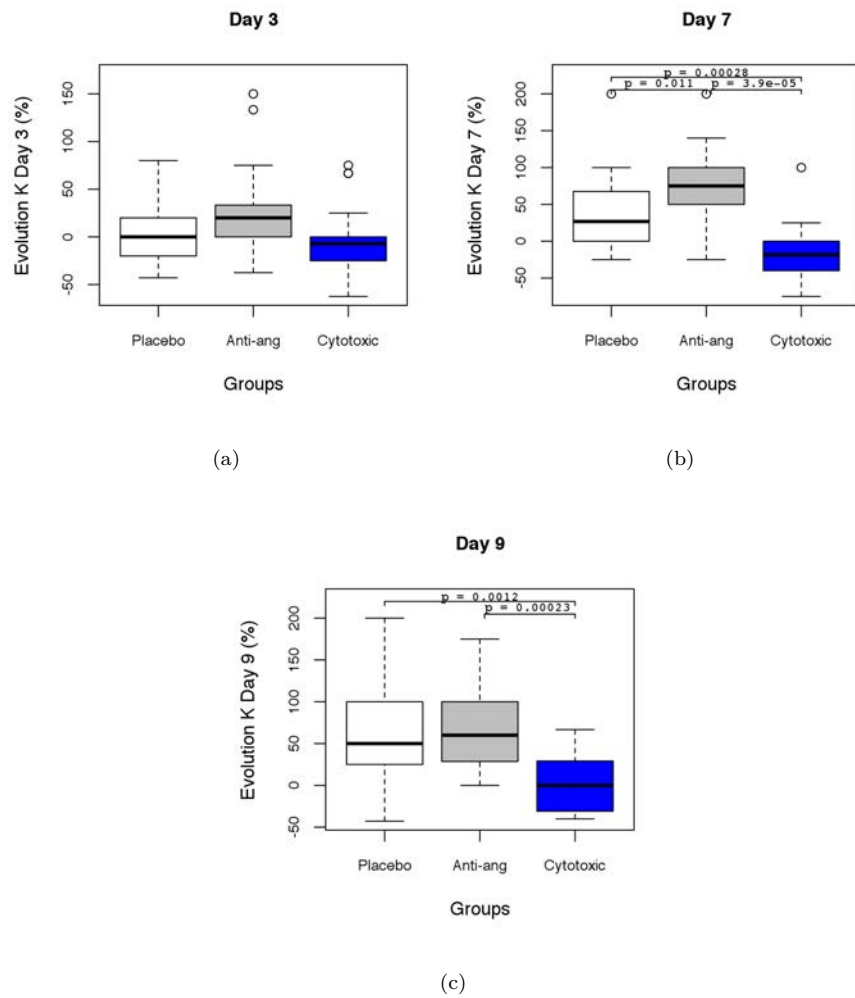 Day 3
Evolution K Day 3 (%)
150
100
50
0
-50
Placebo Anti-ang Cytotoxic
Groups
(a)
Day 7
Evolution K Day 7 (%)
200
150
100
50
0
-50
p = 0.00028
p = 0.011 p = 3.9e-05
Placebo Anti-ang Cytotoxic
Groups
(b)
Day 9
Evolution K Day 9 (%)
200
150
100
50
0
-50
p = 0.0012
p = 0.00023
Placebo Anti-ang Cytotoxic
Groups
(c)